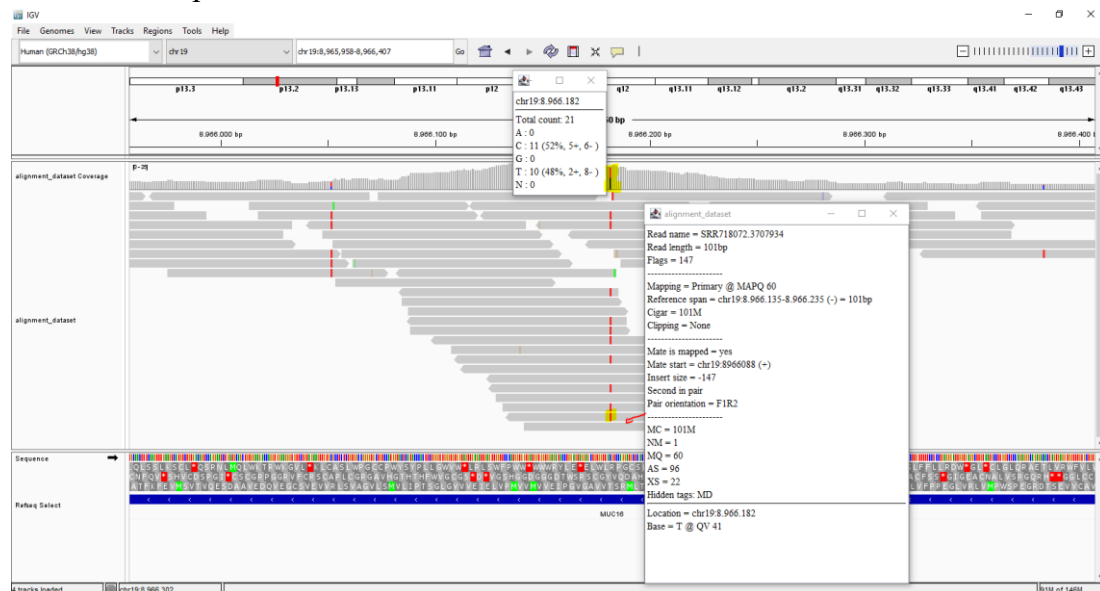 IGV
File Genomes View Tracks Regions Tools Help
Human (GRCh38/hg38) chr19 chr19:8,965,958-8,966,407 Go
p13.3 p13.2 p13.13 p13.11 p12 q12 q13.11 q13.12 q13.2 q13.31 q13.32 q13.33 q13.41 q13.42 q13.43
8.966.000 bp 8.966.100 bp 8.966.200 bp 8.966.300 bp 8.966.400
chr19:8.966.182
Total count: 21
A : 0
C : 11 (52%, 5+, 6- )
G : 0
T : 10 (48%, 2+, 8- )
N : 0
alignment_dataset Coverage
alignment_dataset
Read name = SRR718072.3707934
Read length = 101bp
Flags = 147
----------------------
Mapping = Primary @ MAPQ 60
Reference span = chr19:8.966.135-8.966.235 (-) = 101bp
Cigar = 101M
Clipping = None
----------------------
Mate is mapped = yes
Mate start = chr19:8966088 (+)
Insert size = -147
Second in pair
Pair orientation = F1R2
----------------------
MC = 101M
NM = 1
MQ = 60
AS = 96
XS = 22
Hidden tags: MD
Location = chr19:8.966.182
Base = T @ QV 41
alignment_dataset
Sequence
Refseq Select
MUC16
4 tracks loaded chr19:8.966.302 91M of 146M